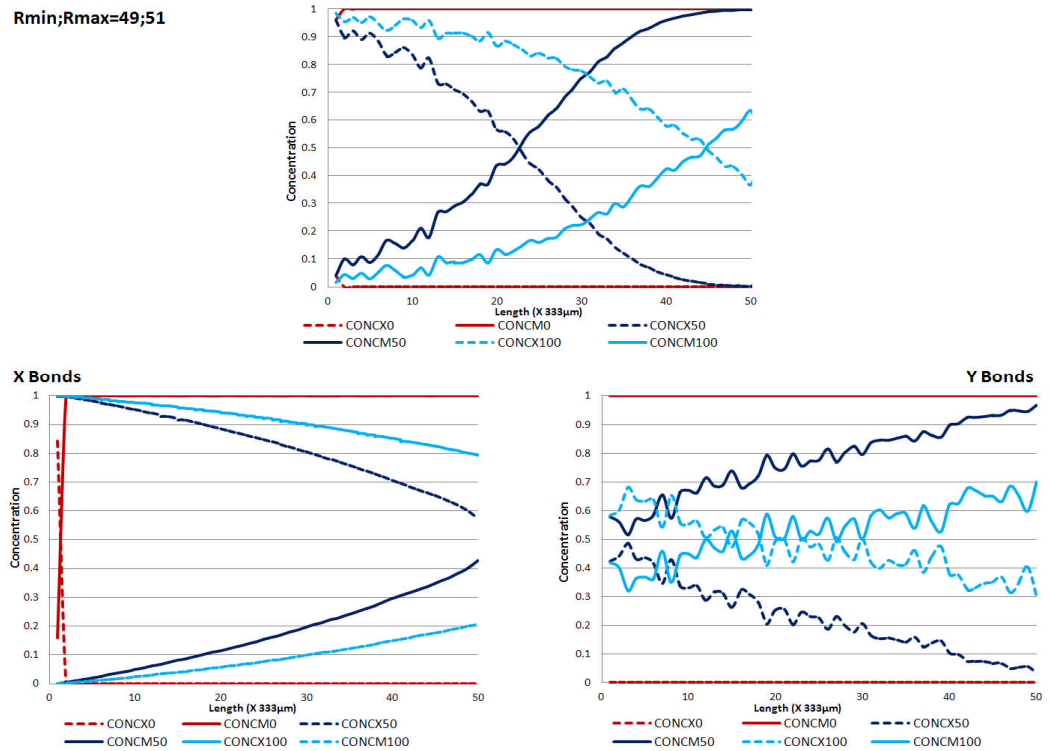 Rmin;Rmax=49;51
Concentration
1
0.9
0.8
0.7
0.6
0.5
0.4
0.3
0.2
0.1
0
0 10 20 30 40 50
Length (X 333µm)
CONCX0 CONCM0 CONCX50
CONCM50 CONCX100 CONCM100
X Bonds
Concentration
1
0.9
0.8
0.7
0.6
0.5
0.4
0.3
0.2
0.1
0
0 10 20 30 40 50
Length (X 333µm)
CONCX0 CONCM0 CONCX50
CONCM50 CONCX100 CONCM100
Y Bonds
Concentration
1
0.9
0.8
0.7
0.6
0.5
0.4
0.3
0.2
0.1
0
0 10 20 30 40 50
Length (X 333µm)
CONCX0 CONCM0 CONCX50
CONCM50 CONCX100 CONCM100